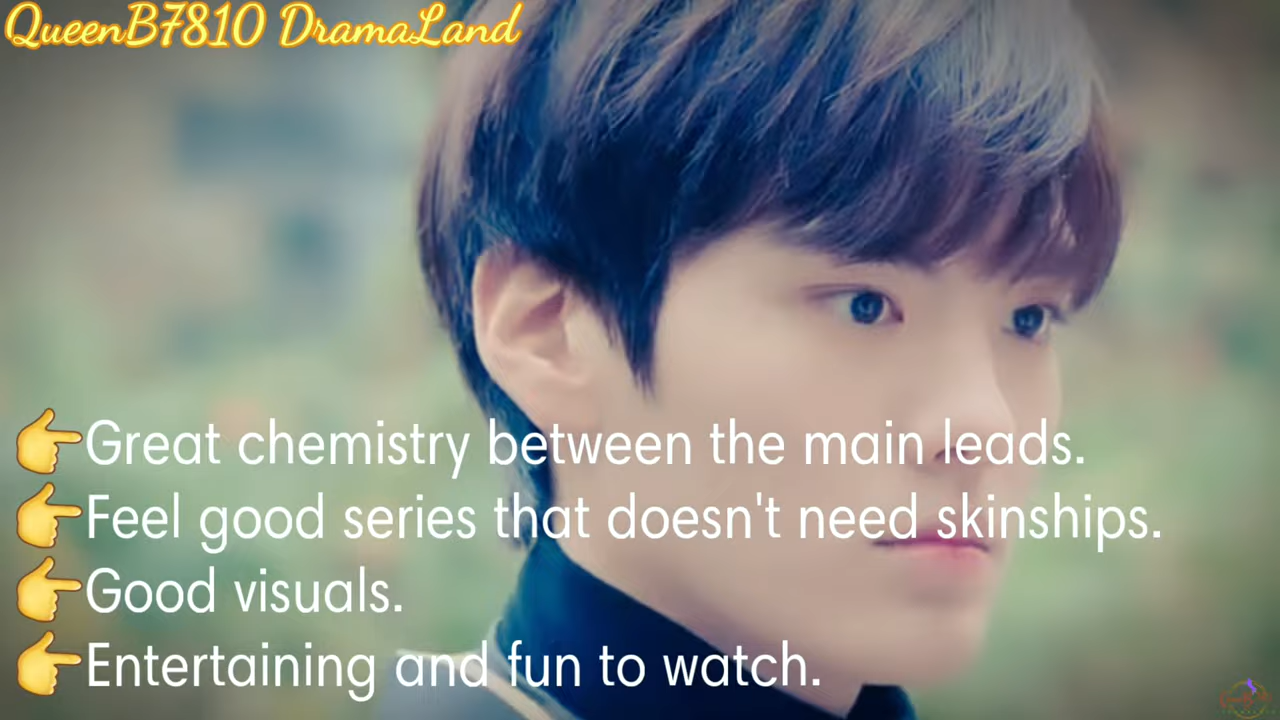 QueenB7810 DramaLand
👉Great chemistry between the main leads.
👉Feel good series that doesn't need skinships.
👉Good visuals.
👉Entertaining and fun to watch.